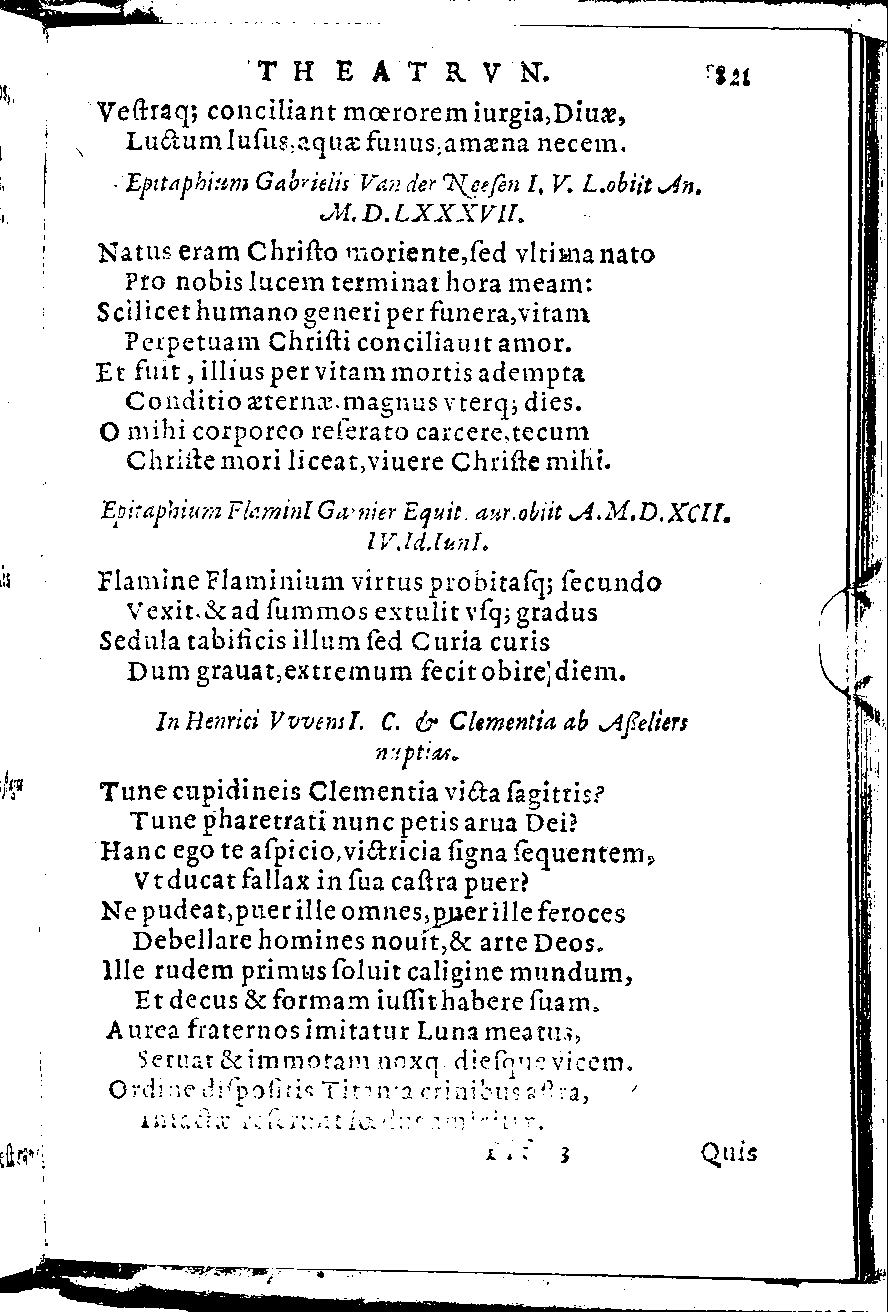 THEATRVN. 821
Veſtraq; conciliant mœrorem iurgia, Diuæ,
Luctum luſus, aquæ funus, amæna necem.
Epitaphium Gabrielis Van der Neeſen I. V. L. obiit An.
M. D. LXXXVII.
Natus eram Chriſto moriente, ſed vltima nato
Pro nobis lucem terminat hora meam:
Scilicet humano generi per funera, vitam
Perpetuam Chriſti conciliauit amor.
Et fuit, illius per vitam mortis adempta
Conditio æternæ. magnus vterq; dies.
O mihi corporeo reſerato carcere, tecum
Chriſte mori liceat, viuere Chriſte mihi.
Epitaphium FlaminI Garnier Equit. aur. obiit A. M. D. XCII.
IV. Id. IunI.
Flamine Flaminium virtus probitaſq; ſecundo
Vexit. & ad ſummos extulit vſq; gradus
Sedula tabificis illum ſed Curia curis
Dum grauat, extremum fecit obire diem.
In Henrici Vvvens I. C. & Clementia ab Aßeliers
nuptias.
Tune cupidineis Clementia victa ſagittis?
Tune pharetrati nunc petis arua Dei?
Hanc ego te aſpicio, victricia ſigna ſequentem,
Vt ducat fallax in ſua caſtra puer?
Ne pudeat, puer ille omnes, puer ille feroces
Debellare homines nouit, & arte Deos.
Ille rudem primus ſoluit caligine mundum,
Et decus & formam iuſſit habere ſuam.
Aurea fraternos imitatur Luna meatus,
Seruat & immotam noxq. dieſque vicem.
Ordine diſpoſitis Titania crinibus aſtra,
3 Quis